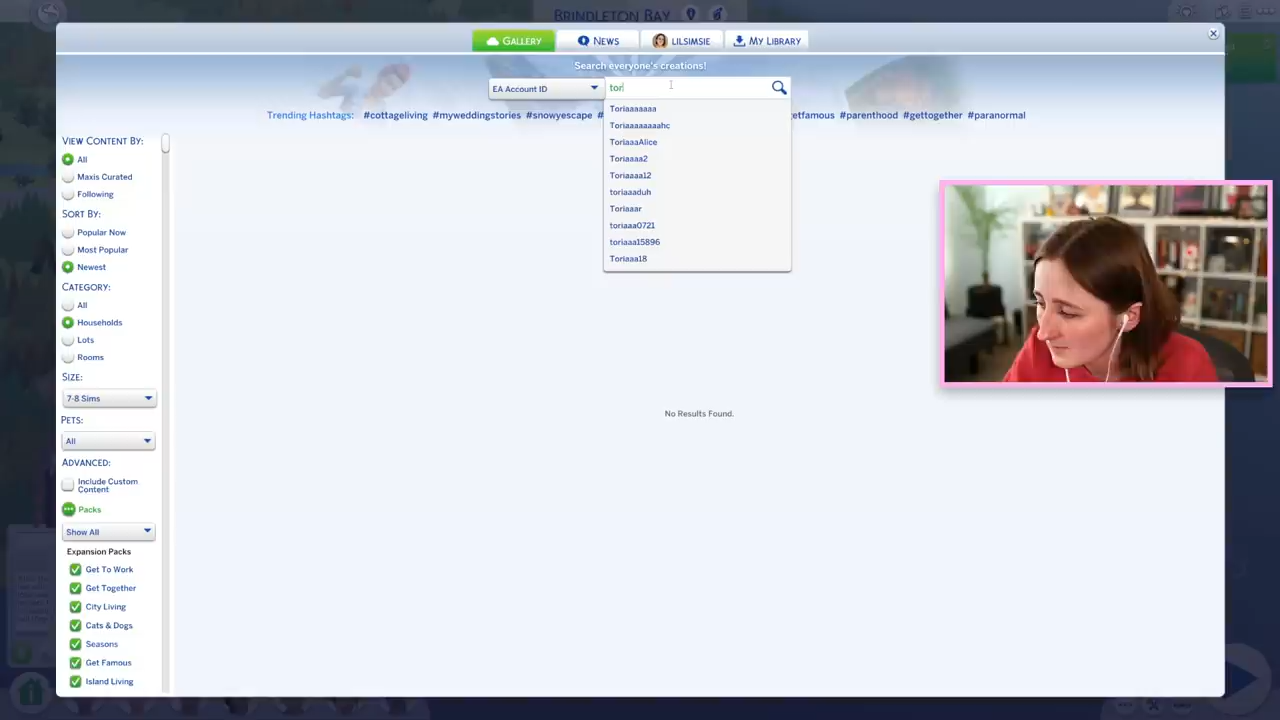 BRINDLETON BAY
GALLERY
NEWS
LILSIMSIE
MY LIBRARY
Search everyone's creations!
EA Account ID
tori
Trending Hashtags: #cottageliving #myweddingstories #snowyescape # etfamous #parenthood #gettogether #paranormal
Toriaaaaaaa
Toriaaaaaaaahc
ToriaaaAlice
Toriaaaa2
Toriaaaa12
toriaaaduh
Toriaaar
toriaaa0721
toriaaa15896
Toriaaa18
VIEW CONTENT BY:
All
Maxis Curated
Following
SORT BY:
Popular Now
Most Popular
Newest
CATEGORY:
All
Households
Lots
Rooms
SIZE:
7-8 Sims
PETS:
All
ADVANCED:
Include Custom
Content
Packs
Show All
Expansion Packs
Get To Work
Get Together
City Living
Cats & Dogs
Seasons
Get Famous
Island Living
No Results Found.